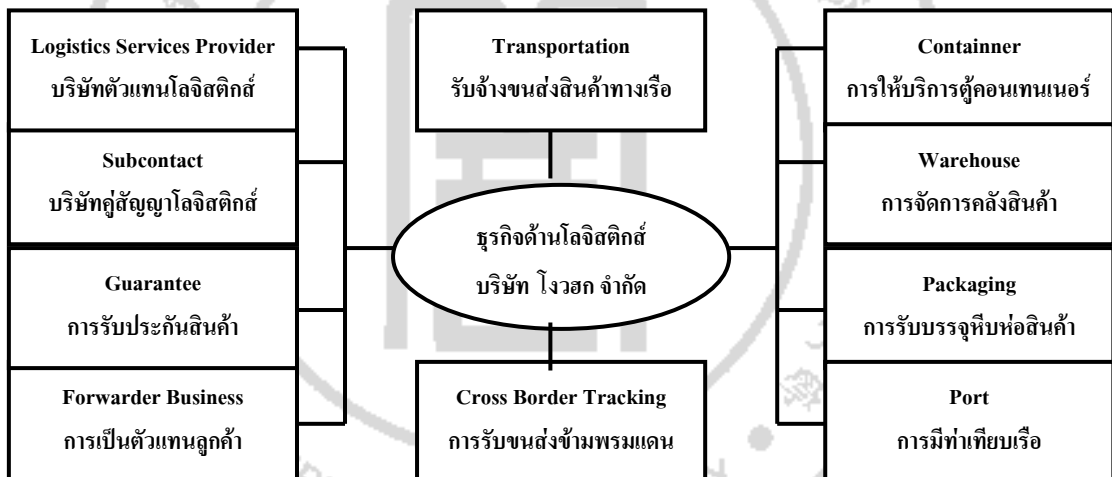 Logistics Services Provider
บริษัทตัวแทนโลจิสติกส์
Subcontact
บริษัทคู่สัญญาโลจิสติกส์
Guarantee
การรับประกันสินค้า
Forwarder Business
การเป็นตัวแทนลูกค้า
Transportation
รับจ้างขนส่งสินค้าทางเรือ
ธุรกิจด้านโลจิสติกส์
บริษัท โงวฮก จำกัด
Cross Border Tracking
การรับขนส่งข้ามพรมแดน
Containner
การให้บริการตู้คอนเทนเนอร์
Warehouse
การจัดการคลังสินค้า
Packaging
การรับบรรจุหีบห่อสินค้า
Port
การมีท่าเทียบเรือ